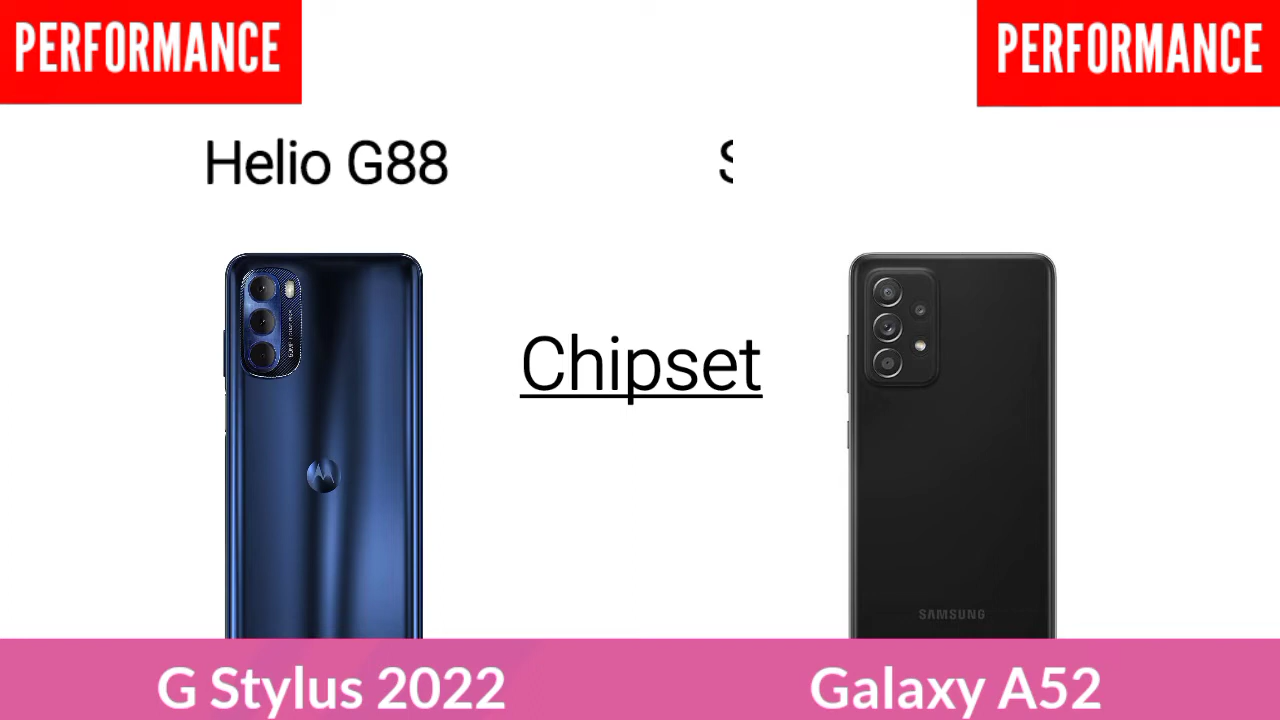 PERFORMANCE
PERFORMANCE
Helio G88
S
Chipset
SAMSUNG
G Stylus 2022
Galaxy A52